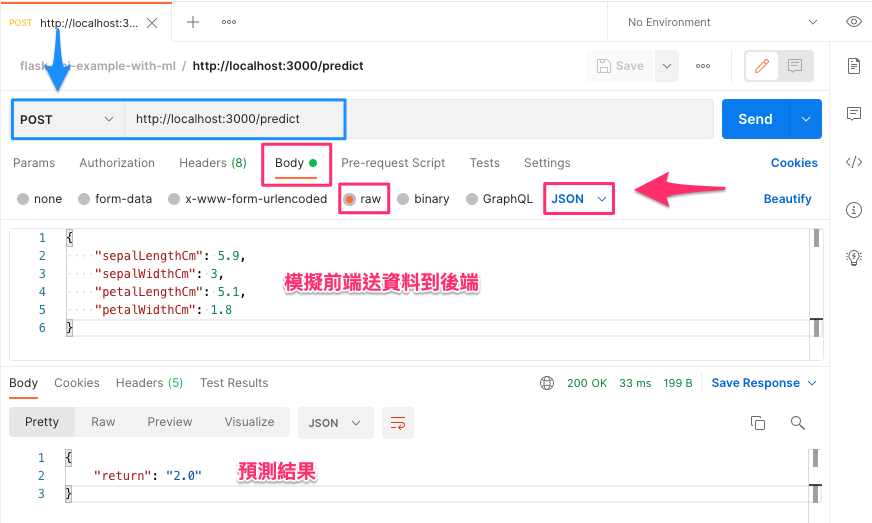 POST http://localhost:3... No Environment
flask- i-example-with-ml / http://localhost:3000/predict Save
POST http://localhost:3000/predict Send
Params Authorization Headers (8) Body Pre-request Script Tests Settings Cookies
none form-data x-www-form-urlencoded raw binary GraphQL JSON Beautify
1 {
2 "sepalLengthCm": 5.9,
3 "sepalWidthCm": 3,
模擬前端送資料到後端
4 "petalLengthCm": 5.1,
5 "petalWidthCm": 1.8
6 }
Body Cookies Headers (5) Test Results 200 OK 33 ms 199 B Save Response
Pretty Raw Preview Visualize JSON
1 {
2 "return": "2.0" 預測結果
3 }